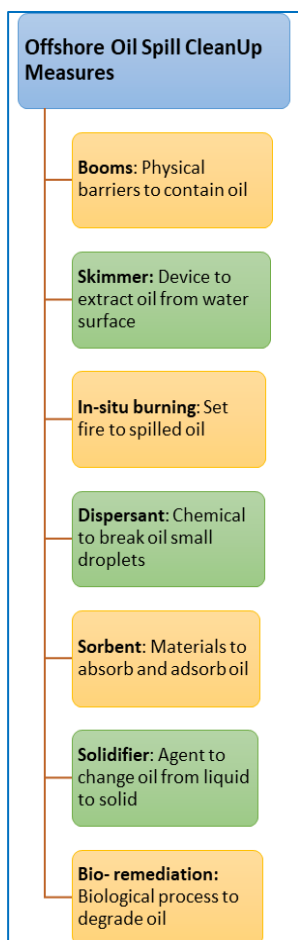 Offshore Oil Spill CleanUp
Measures
Booms: Physical
barriers to contain oil
Skimmer: Device to
extract oil from water
surface
In-situ burning: Set
fire to spilled oil
Dispersant: Chemical
to break oil small
droplets
Sorbent: Materials to
absorb and adsorb oil
Solidifier: Agent to
change oil from liquid
to solid
Bio- remediation:
Biological process to
degrade oil